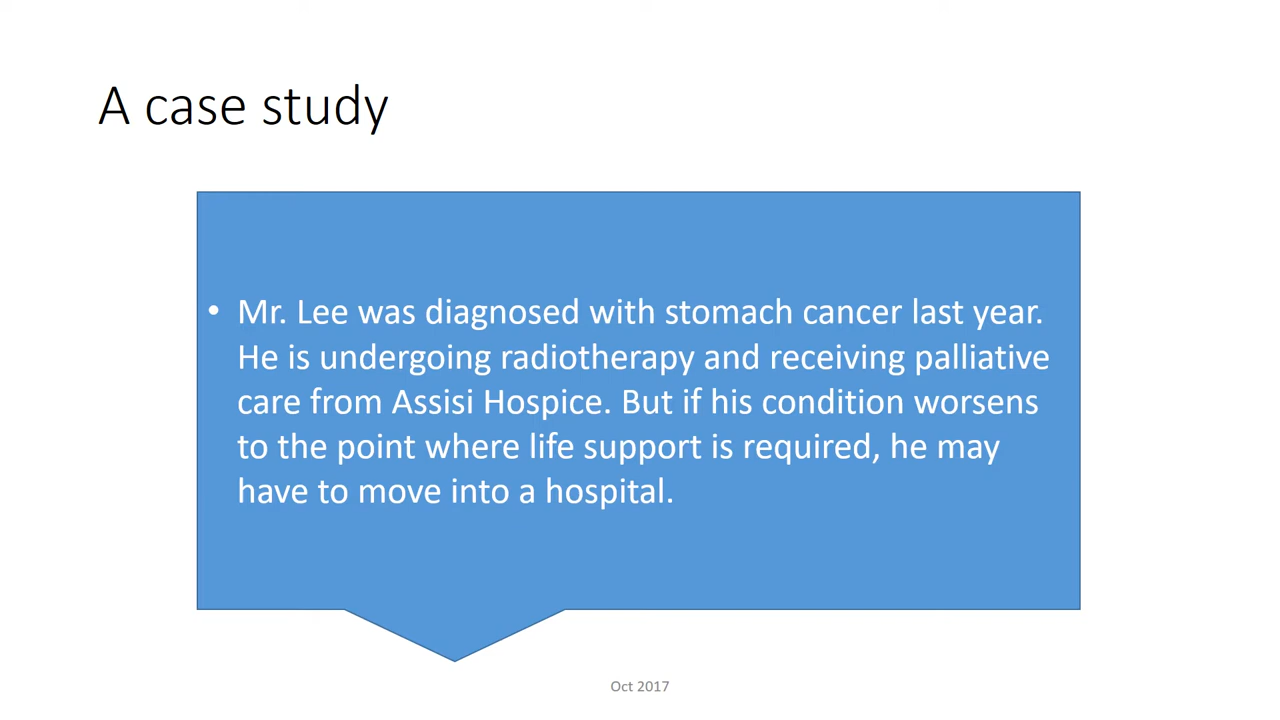 A case study
• Mr. Lee was diagnosed with stomach cancer last year.
He is undergoing radiotherapy and receiving palliative
care from Assisi Hospice. But if his condition worsens
to the point where life support is required, he may
have to move into a hospital.
Oct 2017